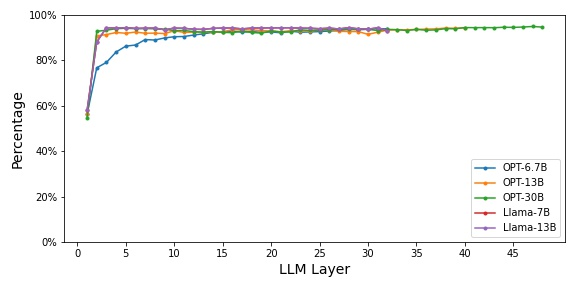 100%
80%
60%
40%
20%
0%
Percentage
0 5 10 15 20 25 30 35 40 45
LLM Layer
OPT-6.7B
OPT-13B
OPT-30B
Llama-7B
Llama-13B